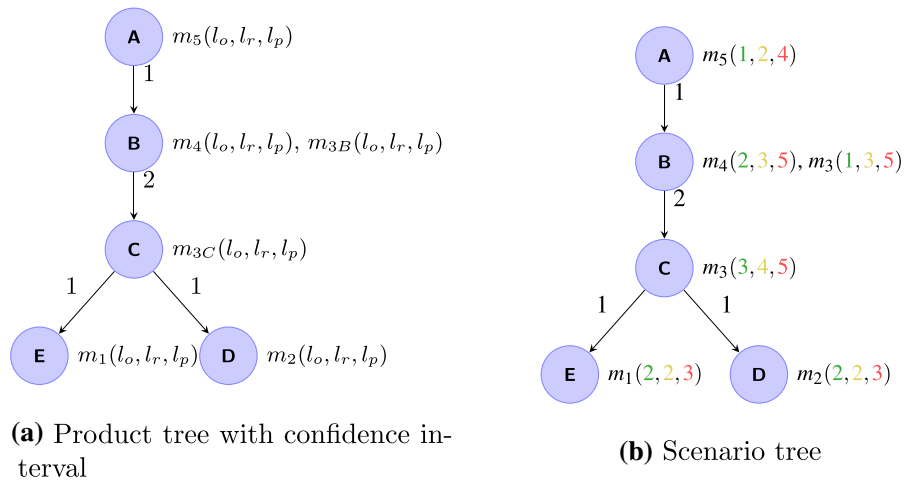 A m₅(lₒ, lᵣ, lₚ)
1
B m₄(lₒ, lᵣ, lₚ), m₃B(lₒ, lᵣ, lₚ)
2
C m₃C(lₒ, lᵣ, lₚ)
1 1
E m₁(lₒ, lᵣ, lₚ) D m₂(lₒ, lᵣ, lₚ)
(a) Product tree with confidence in-
terval
A m₅(1, 2, 4)
1
B m₄(2, 3, 5), m₃(1, 3, 5)
2
C m₃(3, 4, 5)
1 1
E m₁(2, 2, 3) D m₂(2, 2, 3)
(b) Scenario tree